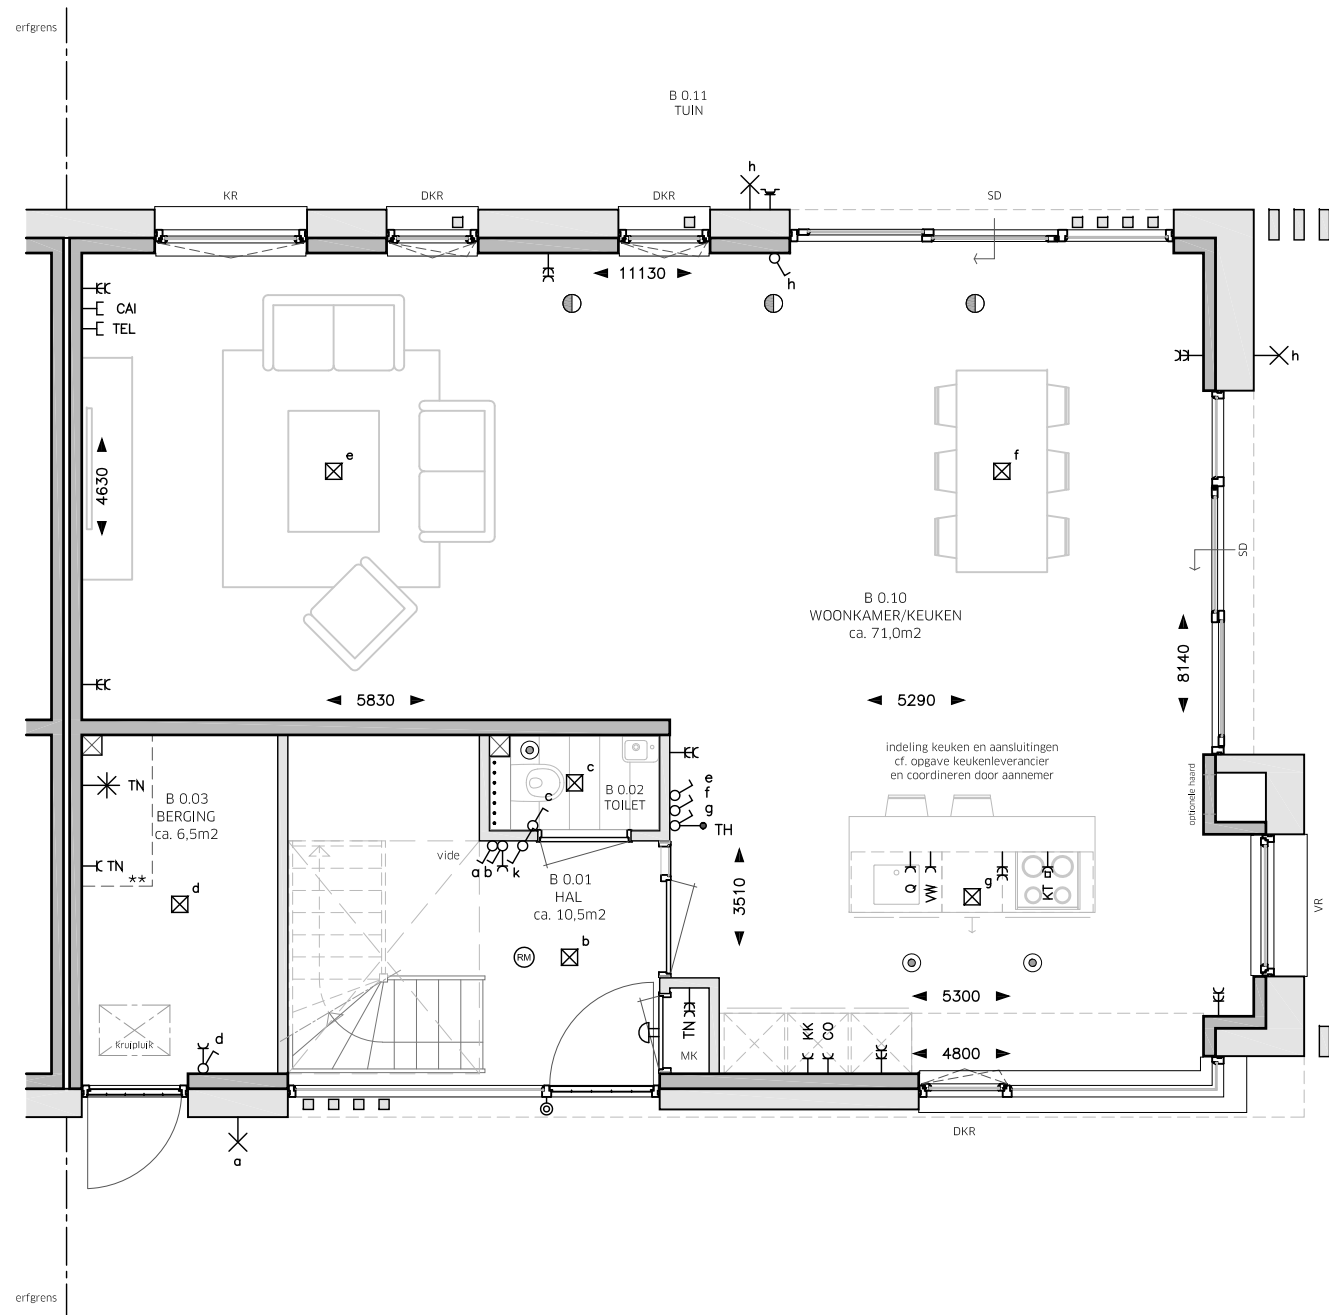 erfgrens
B 0.11
TUIN
h
KR
DKR
DKR
SD
11130
h
CAI
TEL
h
e
f
4630
SD
B 0.10
WOONKAMER/KEUKEN
ca. 71,0m2
8140
5830
5290
indeling keuken en aansluitingen
cf. opgave keukenleverancier
en coordineren door aannemer
optionele haard
TN
B 0.03
BERGING
ca. 6,5m2
c
B 0.02
TOILET
c
e
f
g
TH
vide
a b k
TN
**
d
B 0.01
HAL
ca. 10,5m2
3510
Q
VW
g
KT
VR
RM
b
5300
kruipluik
d
TN
MK
KK
CO
4800
DKR
a
erfgrens